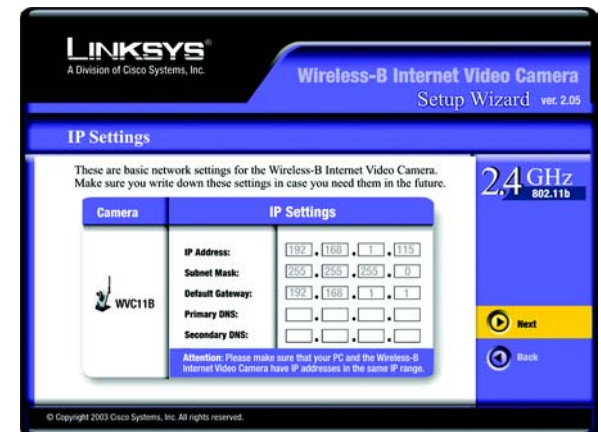 LINKSYS®
A Division of Cisco Systems, Inc.
Wireless-B Internet Video Camera
Setup Wizard ver. 2.05
IP Settings
These are basic network settings for the Wireless-B Internet Video Camera.
Make sure you write down these settings in case you need them in the future.
2.4 GHz
802.11b
Camera
IP Settings
WVC11B
IP Address: 192 . 168 . 1 . 115
Subnet Mask: 255 . 255 . 255 . 0
Default Gateway: 192 . 168 . 1 . 1
Primary DNS: . . .
Secondary DNS: . . .
Attention: Please make sure that your PC and the Wireless-B
Internet Video Camera have IP addresses in the same IP range.
Next
Back
© Copyright 2003 Cisco Systems, Inc. All rights reserved.